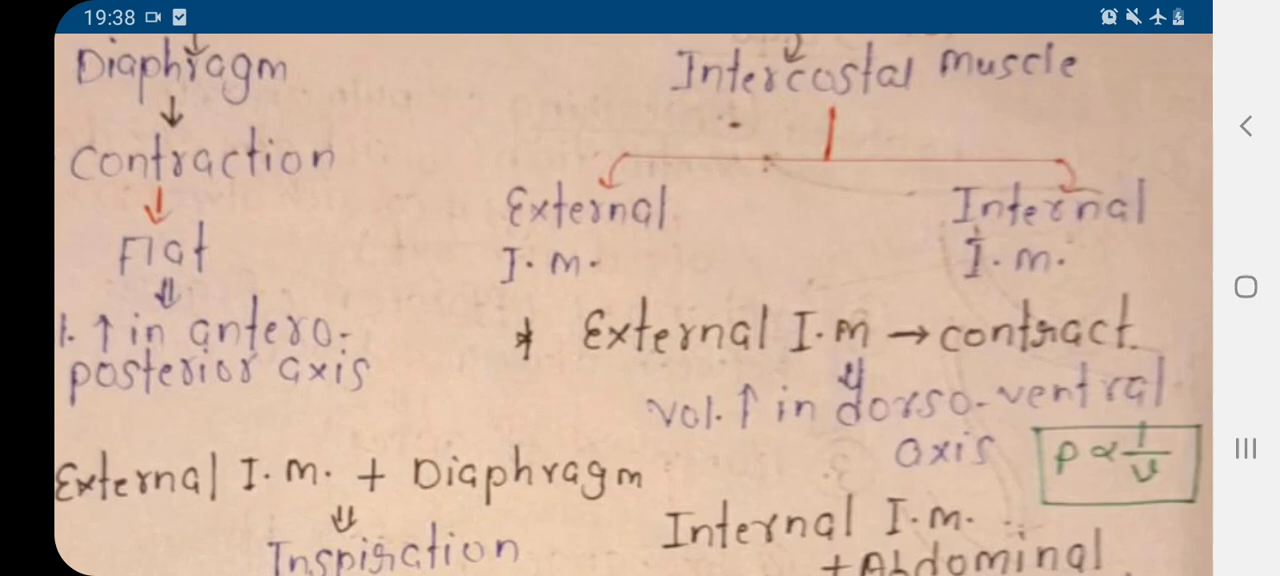 19:38
Diaphragm
↓
Contraction
↓
Flat
⇓
1. ↑ in antero-
posterior axis
Intercostal muscle
External
I.m.
Internal
I.m.
* External I.m → contract.
⇓
vol. ↑ in dorso-ventral
axis
P ∝ 1/v
External I.m. + Diaphragm
⇓
Inspiration
Internal I.m.
+ Abdominal